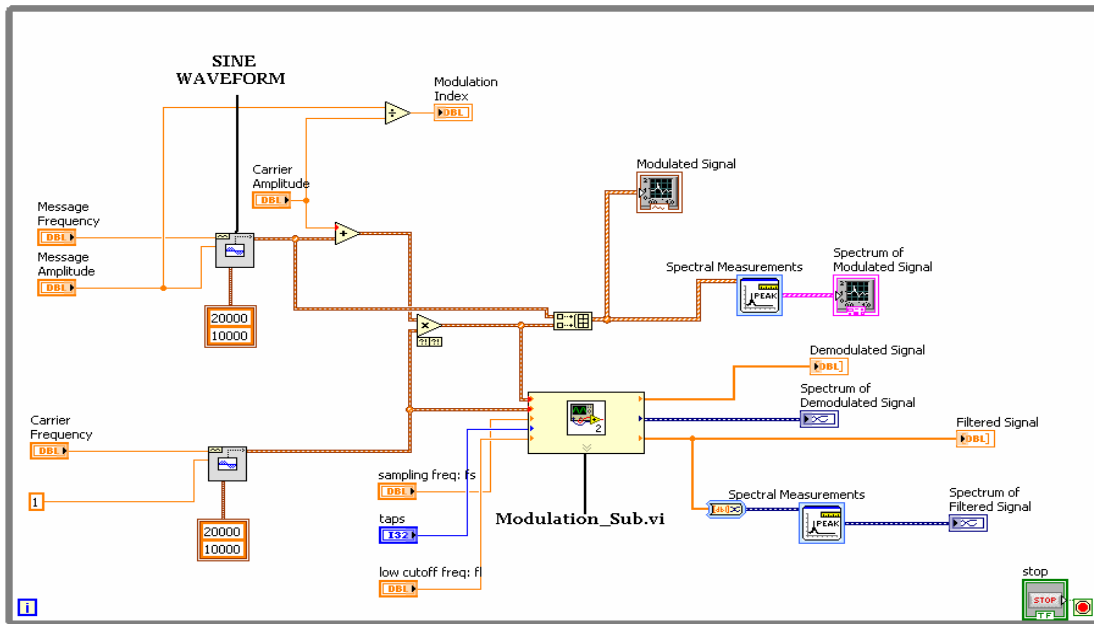 SINE
WAVEFORM
Modulation
Index
DBL
Carrier
Amplitude
DBL
Modulated Signal
Message
Frequency
DBL
Message
Amplitude
DBL
20000
10000
Spectral Measurements
PEAK
Spectrum of
Modulated Signal
Demodulated Signal
DBL
Spectrum of
Demodulated Signal
Filtered Signal
DBL
2
Carrier
Frequency
DBL
1
20000
10000
sampling freq: fs
DBL
taps
I32
low cutoff freq: fl
DBL
Modulation_Sub.vi
Spectral Measurements
PEAK
Spectrum of
Filtered Signal
stop
STOP
TF
i